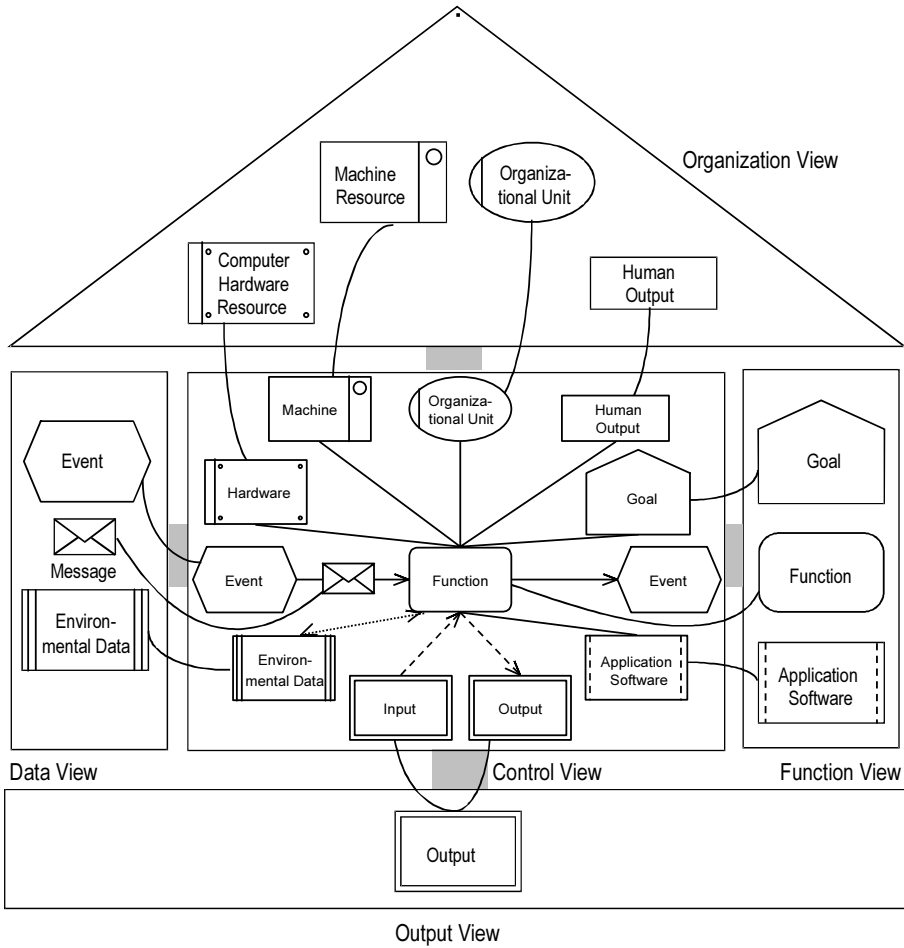 Organization View
Machine
Resource
Organiza-
tional Unit
Computer
Hardware
Resource
Human
Output
Event
Message
Environ-
mental Data
Data View
Machine
Organiza-
tional Unit
Human
Output
Hardware
Goal
Event
Function
Event
Environ-
mental Data
Application
Software
Input
Output
Control View
Goal
Function
Application
Software
Function View
Output
Output View